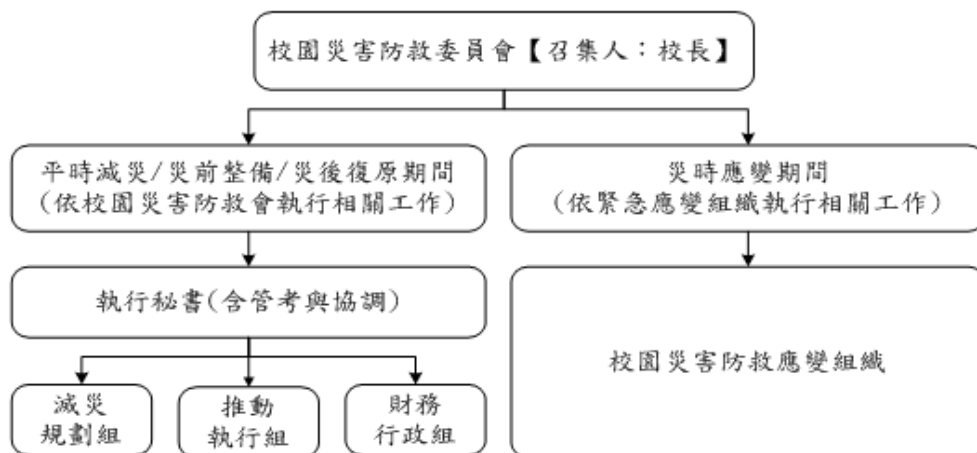 校園災害防救委員會【召集人：校長】
平時減災/災前整備/災後復原期間
(依校園災害防救會執行相關工作)
災時應變期間
(依緊急應變組織執行相關工作)
執行秘書(含管考與協調)
校園災害防救應變組織
減災
規劃組
推動
執行組
財務
行政組